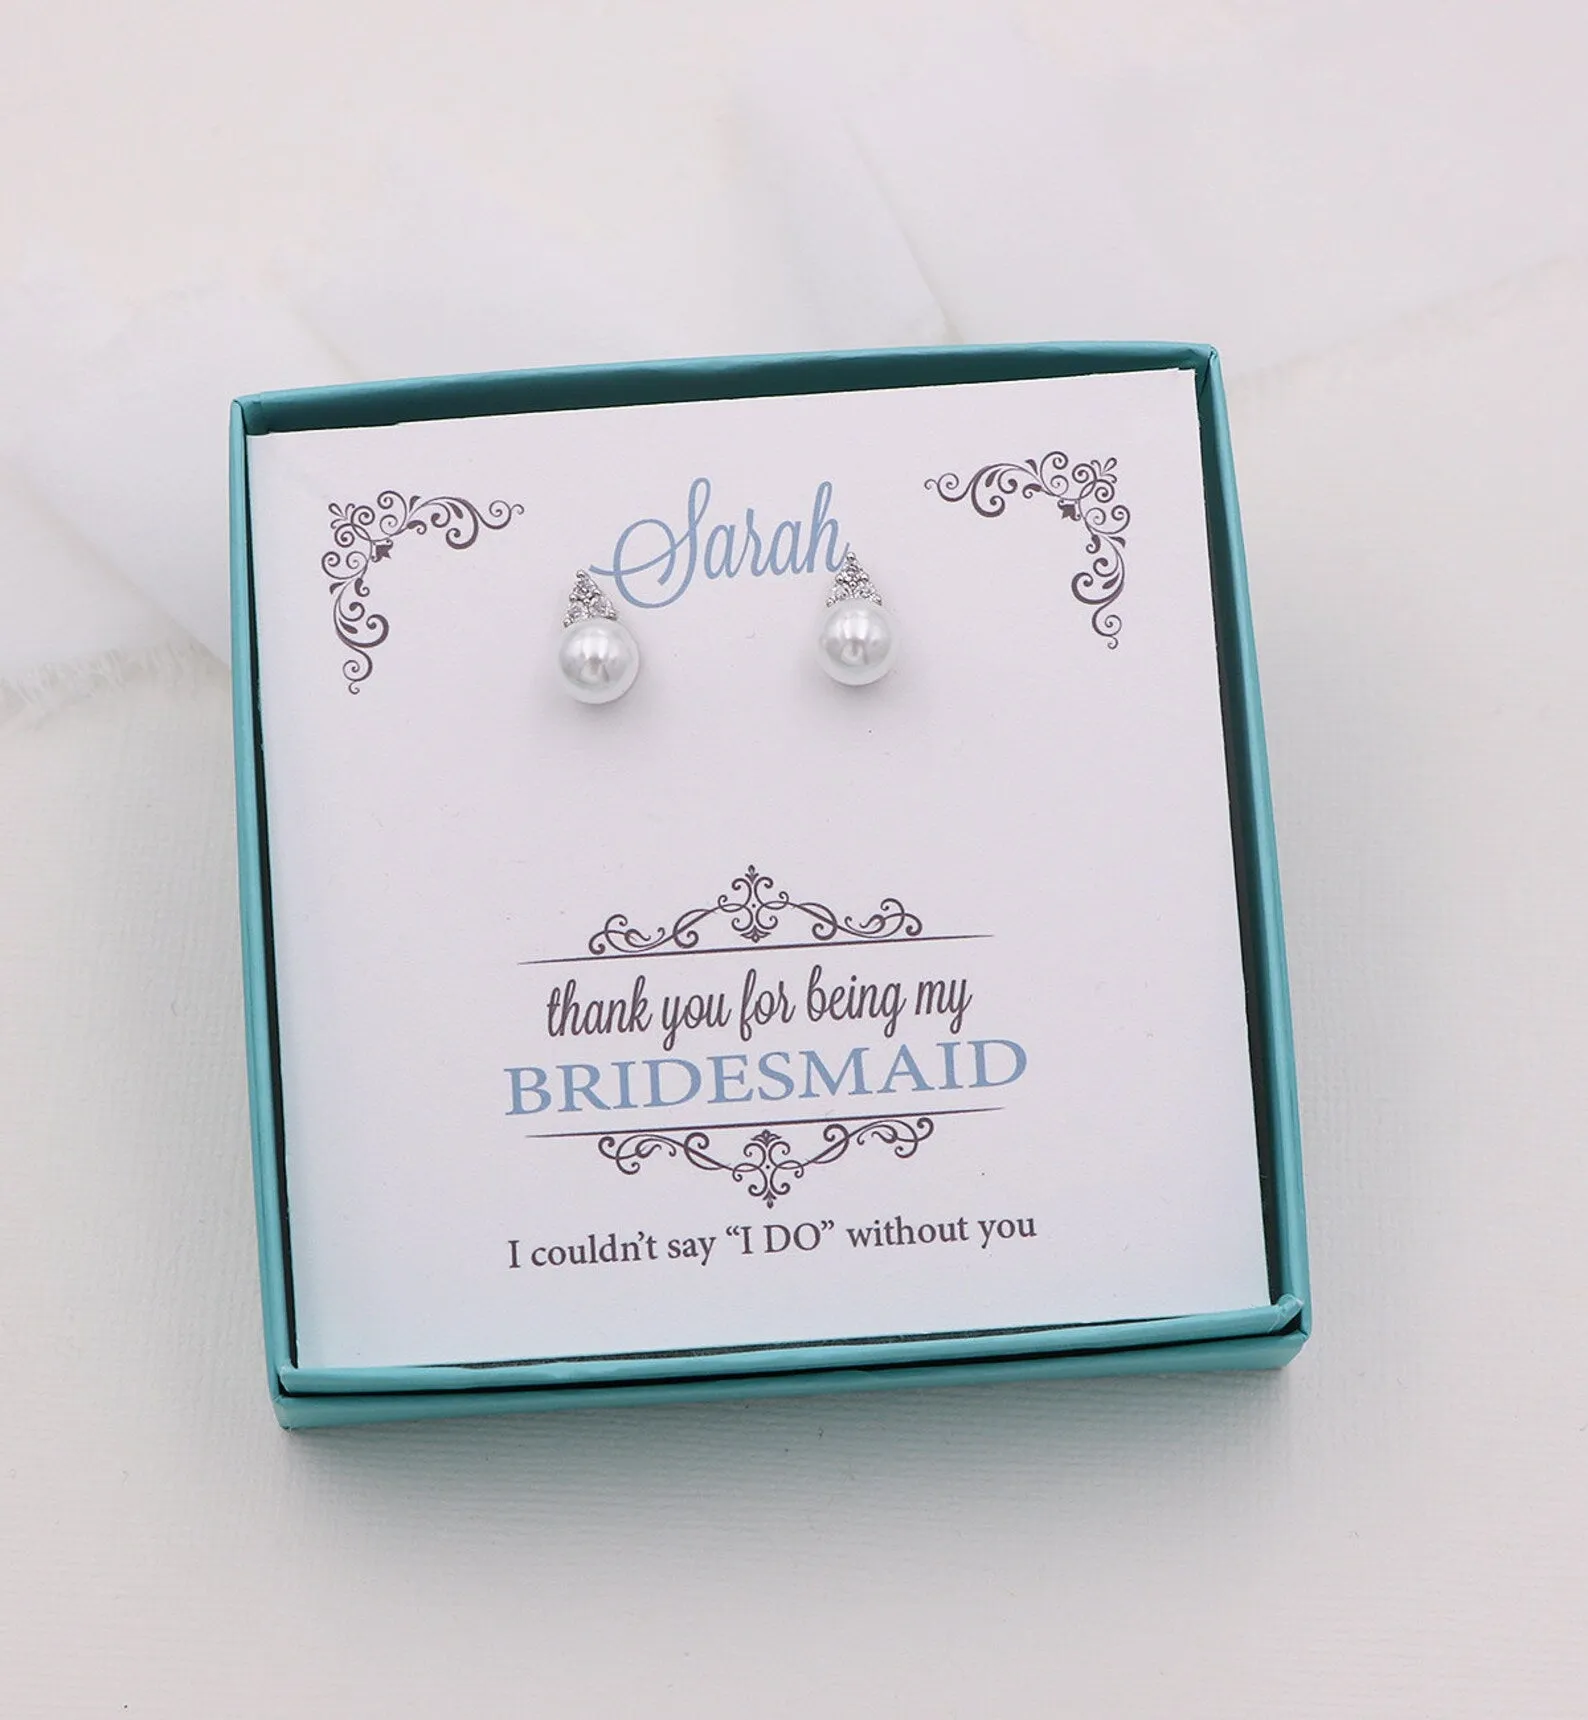 Sarah
thank you for being my
BRIDESMAID
I couldn't say “I DO” without you